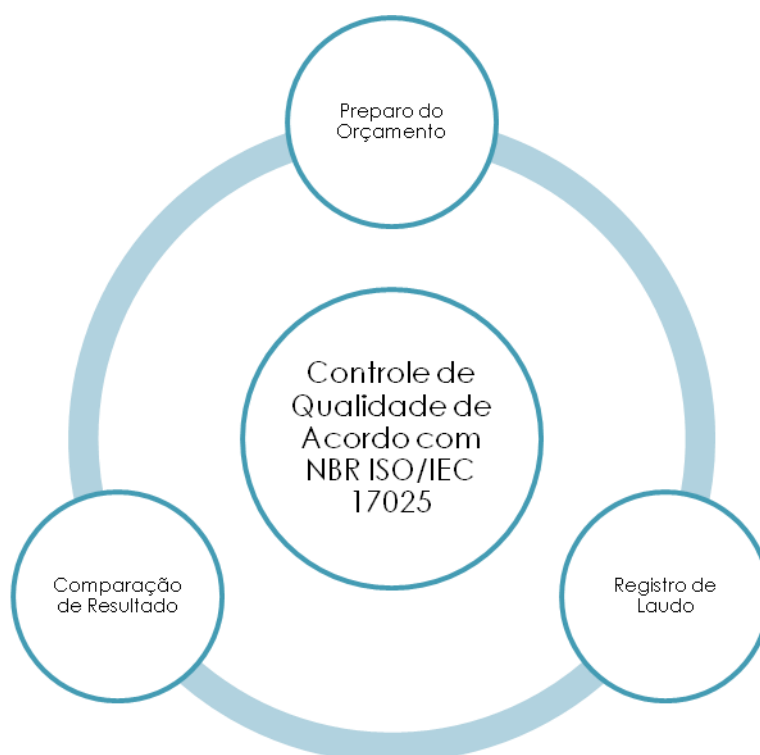 Preparo do
Orçamento
Controle de
Qualidade de
Acordo com
NBR ISO/IEC
17025
Comparação
de Resultado
Registro de
Laudo